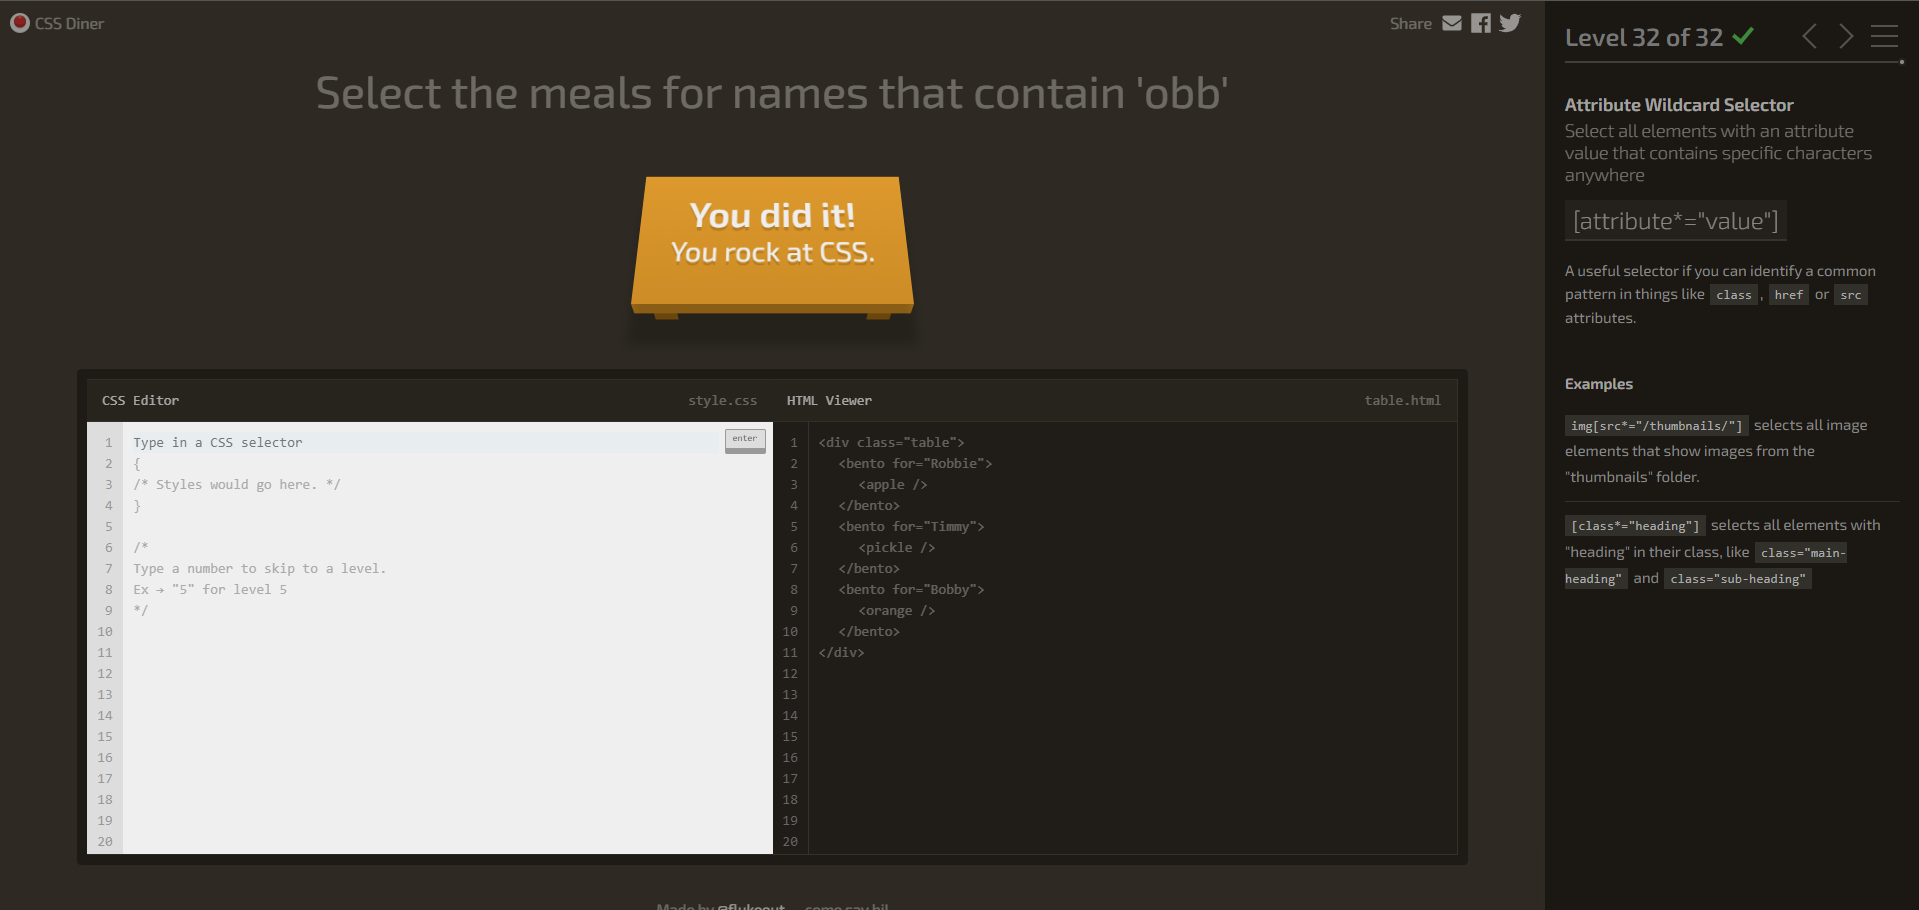 CSS Diner
Share
Select the meals for names that contain 'obb'
You did it!
You rock at CSS.
CSS Editor
style.css
1 Type in a CSS selector
enter
2 {
3 /* Styles would go here. */
4 }
5
6 /*
7 Type a number to skip to a level.
8 Ex → "5" for level 5
9 */
10
11
12
13
14
15
16
17
18
19
20
HTML Viewer
table.html
1 <div class="table">
2 <bento for="Robbie">
3 <apple />
4 </bento>
5 <bento for="Timmy">
6 <pickle />
7 </bento>
8 <bento for="Bobby">
9 <orange />
10 </bento>
11 </div>
12
13
14
15
16
17
18
19
20
Made by @flukeout
Level 32 of 32
Attribute Wildcard Selector
Select all elements with an attribute
value that contains specific characters
anywhere
[attribute*="value"]
A useful selector if you can identify a common
pattern in things like class , href or src
attributes.
Examples
img[src*="/thumbnails/"] selects all image
elements that show images from the
"thumbnails" folder.
[class*="heading"] selects all elements with
"heading" in their class, like class="main-
heading" and class="sub-heading"